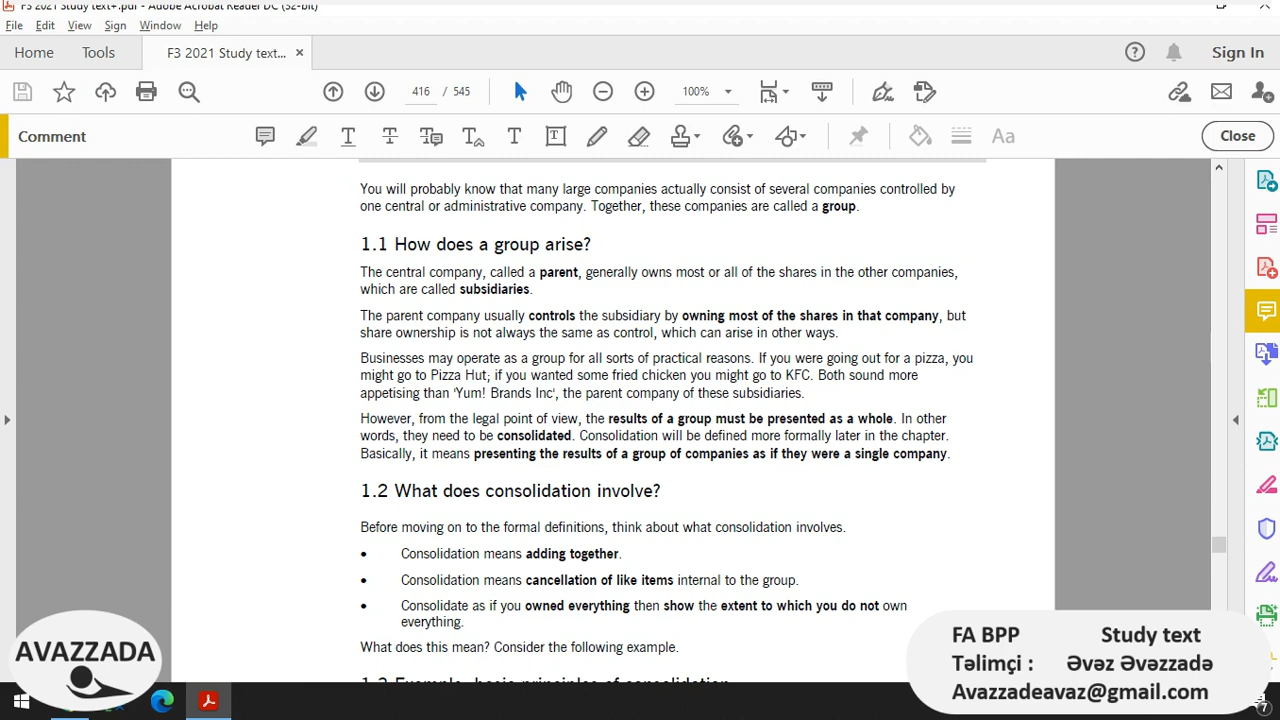 F3 2021 Study text+.pdf - Adobe Acrobat Reader DC (32-bit)
File Edit View Sign Window Help
Home Tools F3 2021 Study text... × Sign In
416 / 545 100%
Comment Close
You will probably know that many large companies actually consist of several companies controlled by
one central or administrative company. Together, these companies are called a group.
1.1 How does a group arise?
The central company, called a parent, generally owns most or all of the shares in the other companies,
which are called subsidiaries.
The parent company usually controls the subsidiary by owning most of the shares in that company, but
share ownership is not always the same as control, which can arise in other ways.
Businesses may operate as a group for all sorts of practical reasons. If you were going out for a pizza, you
might go to Pizza Hut; if you wanted some fried chicken you might go to KFC. Both sound more
appetising than 'Yum! Brands Inc', the parent company of these subsidiaries.
However, from the legal point of view, the results of a group must be presented as a whole. In other
words, they need to be consolidated. Consolidation will be defined more formally later in the chapter.
Basically, it means presenting the results of a group of companies as if they were a single company.
1.2 What does consolidation involve?
Before moving on to the formal definitions, think about what consolidation involves.
• Consolidation means adding together.
• Consolidation means cancellation of like items internal to the group.
• Consolidate as if you owned everything then show the extent to which you do not own
everything.
What does this mean? Consider the following example.
1.3 Example: basic principles of consolidation
AVAZZADA
FA BPP Study text
Təlimçi : Əvəz Əvəzzadə
Avazzadeavaz@gmail.com